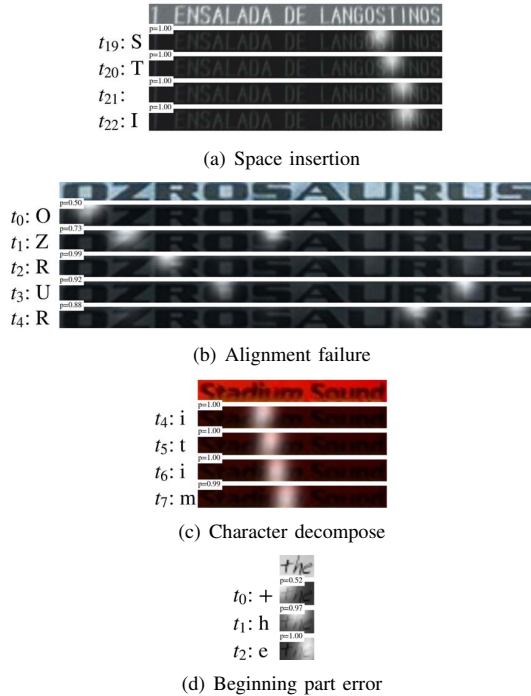 1 ENSALADA DE LANGOSTINOS
p=1.00
t19: S
p=1.00
t20: T
p=1.00
t21:
p=1.00
t22: I
(a) Space insertion
OZROSAURUS
p=0.50
t0: O
p=0.73
t1: Z
p=0.99
t2: R
p=0.92
t3: U
p=0.88
t4: R
(b) Alignment failure
Stadium Sound
p=1.00
t4: i
p=1.00
t5: t
p=1.00
t6: i
p=0.99
t7: m
(c) Character decompose
the
p=0.52
t0: +
p=0.97
t1: h
p=1.00
t2: e
(d) Beginning part error